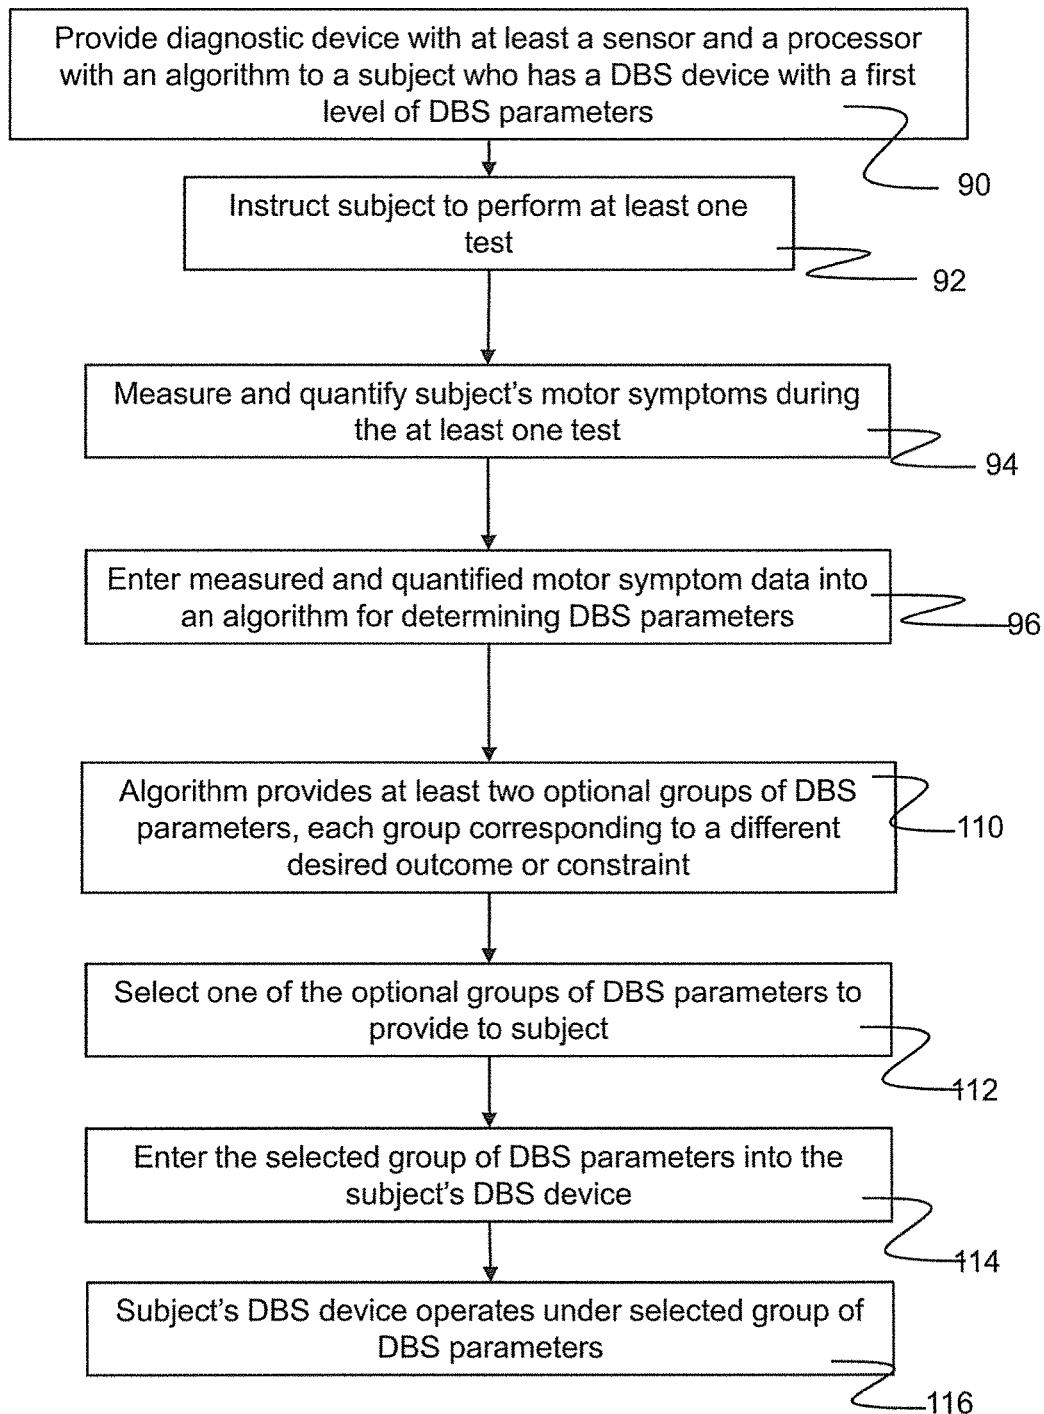 Provide diagnostic device with at least a sensor and a processor
with an algorithm to a subject who has a DBS device with a first
level of DBS parameters
90
Instruct subject to perform at least one
test
92
Measure and quantify subject's motor symptoms during
the at least one test
94
Enter measured and quantified motor symptom data into
an algorithm for determining DBS parameters
96
Algorithm provides at least two optional groups of DBS
parameters, each group corresponding to a different
desired outcome or constraint
110
Select one of the optional groups of DBS parameters to
provide to subject
112
Enter the selected group of DBS parameters into the
subject's DBS device
114
Subject's DBS device operates under selected group of
DBS parameters
116